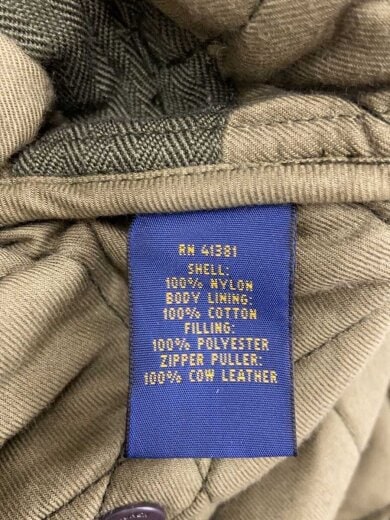 RN 41381
SHELL:
100% NYLON
BODY LINING:
100% COTTON
FILLING:
100% POLYESTER
ZIPPER PULLER:
100% COW LEATHER